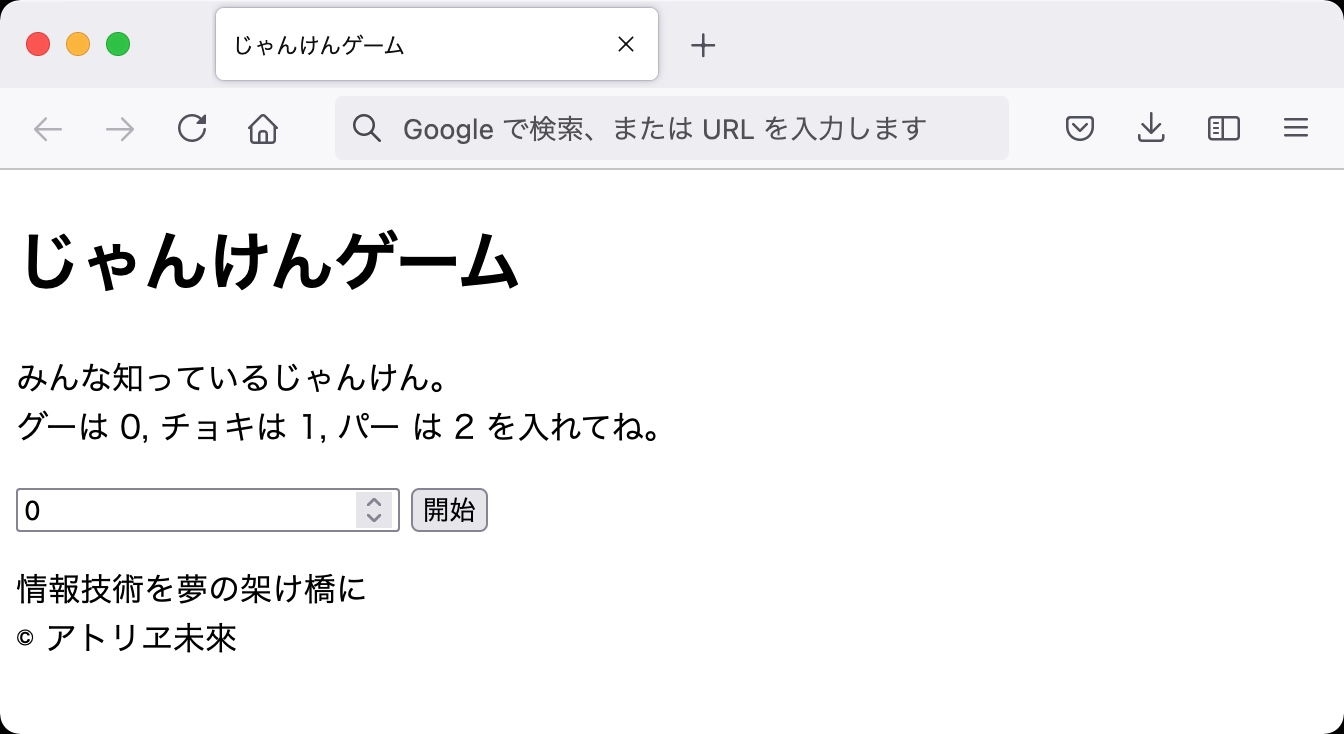 じゃんけんゲーム
Google で検索、または URL を入力します
じゃんけんゲーム
みんな知っているじゃんけん。
グーは 0, チョキは 1, パー は 2 を入れてね。
0 開始
情報技術を夢の架け橋に
© アトリヱ未來